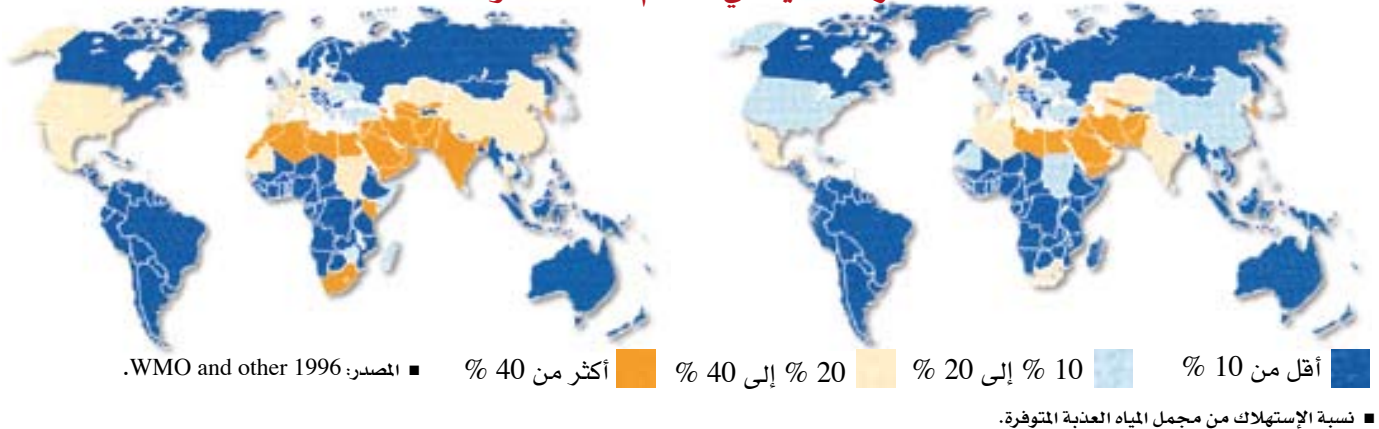 أقل من 10 % 10 % إلى 20 % 20 % إلى 40 % أكثر من 40 % ■ المصدر: WMO and other 1996.
■ نسبة الإستهلاك من مجمل المياه العذبة المتوفرة.